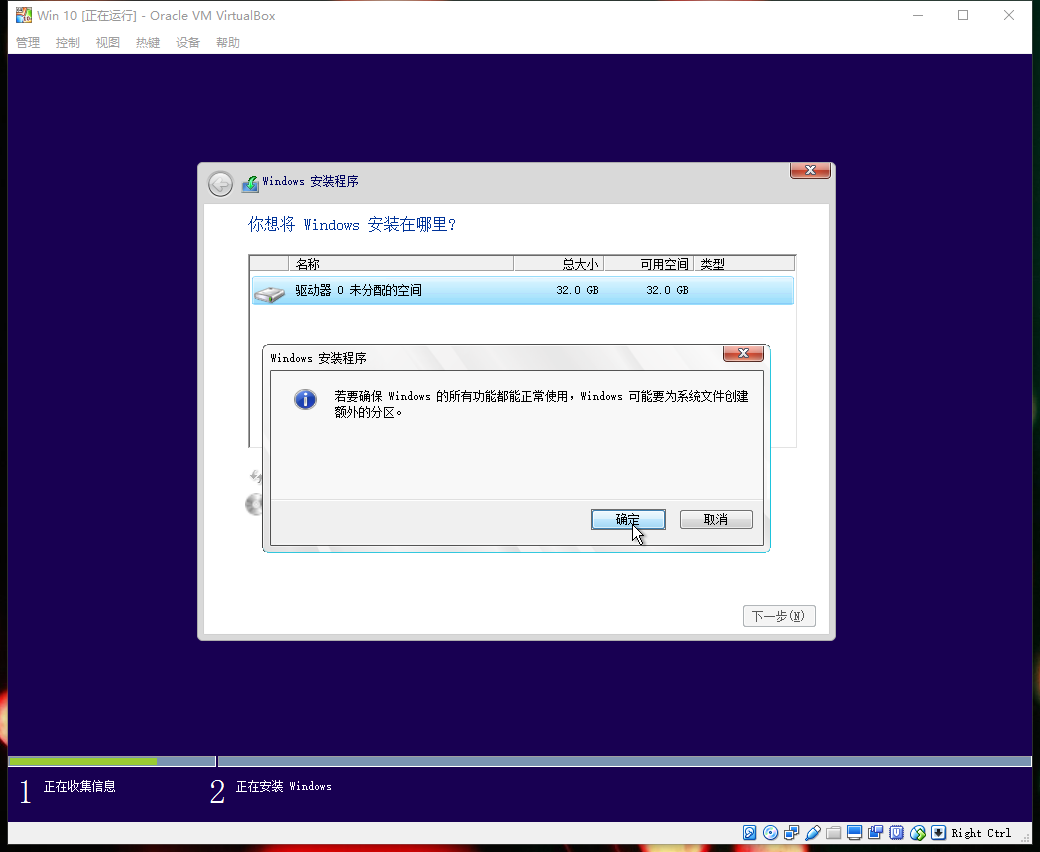 Win 10 [正在运行] - Oracle VM VirtualBox
管理 控制 视图 热键 设备 帮助
Windows 安装程序
你想将 Windows 安装在哪里?
名称 总大小 可用空间 类型
驱动器 0 未分配的空间 32.0 GB 32.0 GB
Windows 安装程序
若要确保 Windows 的所有功能都能正常使用，Windows 可能要为系统文件创建
额外的分区。
确定 取消
下一步(N)
1 正在收集信息 2 正在安装 Windows
Right Ctrl